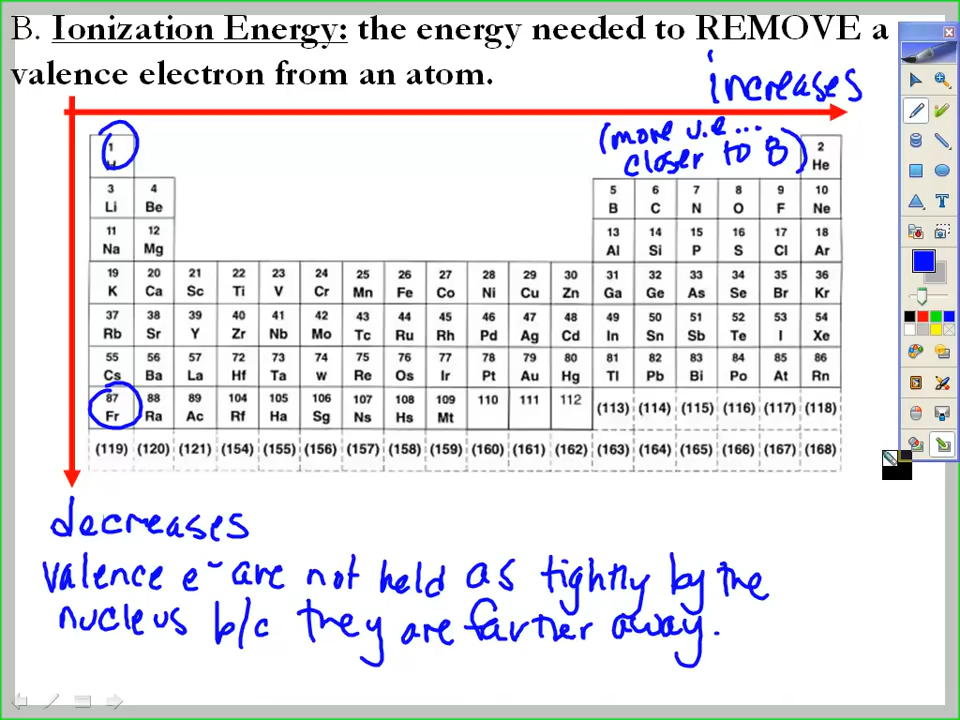 B. Ionization Energy: the energy needed to REMOVE a
valence electron from an atom.
increases
(more v.e...
closer to 8)
1 2
H He
3 4 5 6 7 8 9 10
Li Be B C N O F Ne
11 12 13 14 15 16 17 18
Na Mg Al Si P S Cl Ar
19 20 21 22 23 24 25 26 27 28 29 30 31 32 33 34 35 36
K Ca Sc Ti V Cr Mn Fe Co Ni Cu Zn Ga Ge As Se Br Kr
37 38 39 40 41 42 43 44 45 46 47 48 49 50 51 52 53 54
Rb Sr Y Zr Nb Mo Tc Ru Rh Pd Ag Cd In Sn Sb Te I Xe
55 56 57 72 73 74 75 76 77 78 79 80 81 82 83 84 85 86
Cs Ba La Hf Ta W Re Os Ir Pt Au Hg Tl Pb Bi Po At Rn
87 88 89 104 105 106 107 108 109 110 111 112 (113) (114) (115) (116) (117) (118)
Fr Ra Ac Rf Ha Sg Ns Hs Mt
(119) (120) (121) (154) (155) (156) (157) (158) (159) (160) (161) (162) (163) (164) (165) (166) (167) (168)
decreases
valence e⁻ are not held as tightly by the
nucleus b/c they are farther away.